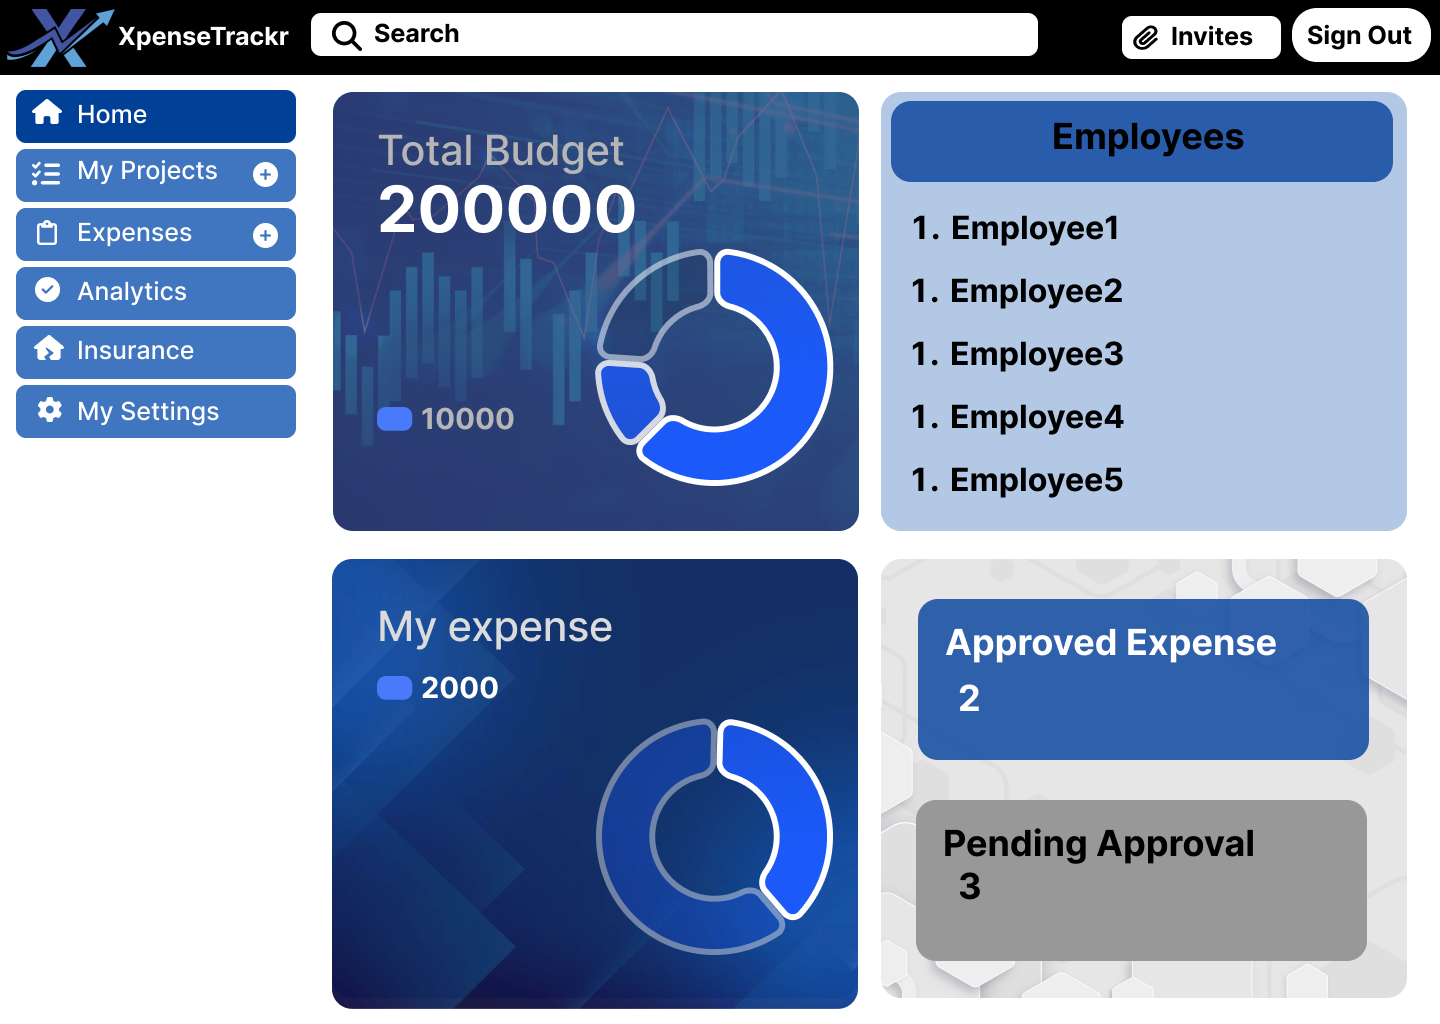 XpenseTrackr
Search
Invites
Sign Out
Home
My Projects
Expenses
Analytics
Insurance
My Settings
Total Budget
200000
10000
Employees
1. Employee1
1. Employee2
1. Employee3
1. Employee4
1. Employee5
My expense
2000
Approved Expense
2
Pending Approval
3